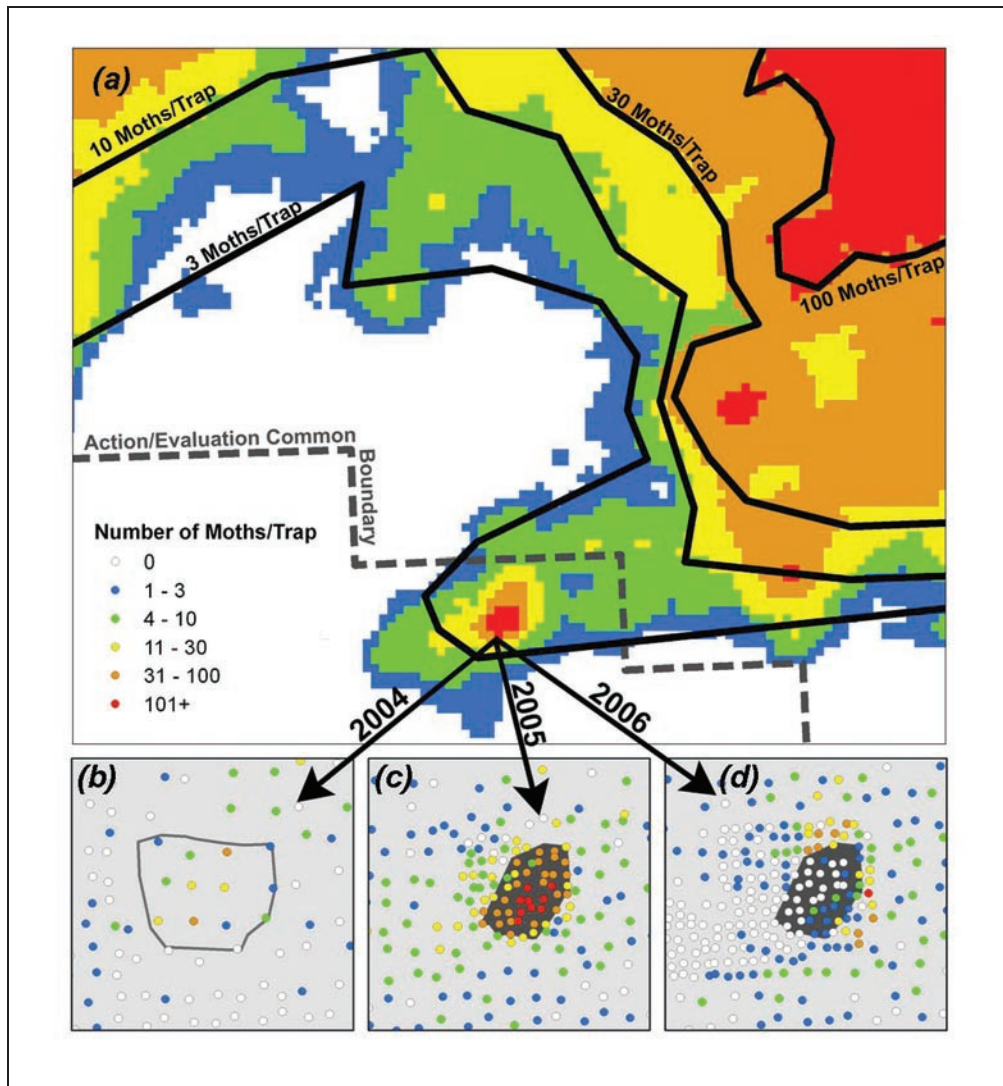 (a)
10 Moths/Trap
3 Moths/Trap
30 Moths/Trap
100 Moths/Trap
Action/Evaluation Common
Boundary
Number of Moths/Trap
0
1 - 3
4 - 10
11 - 30
31 - 100
101+
2004
2005
2006
(b)
(c)
(d)